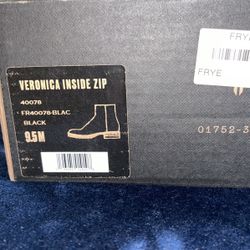 VERONICA INSIDE ZIP
40078
FR40078-BLAC
BLACK
9.5M
FRYE
FRYE
01752-3